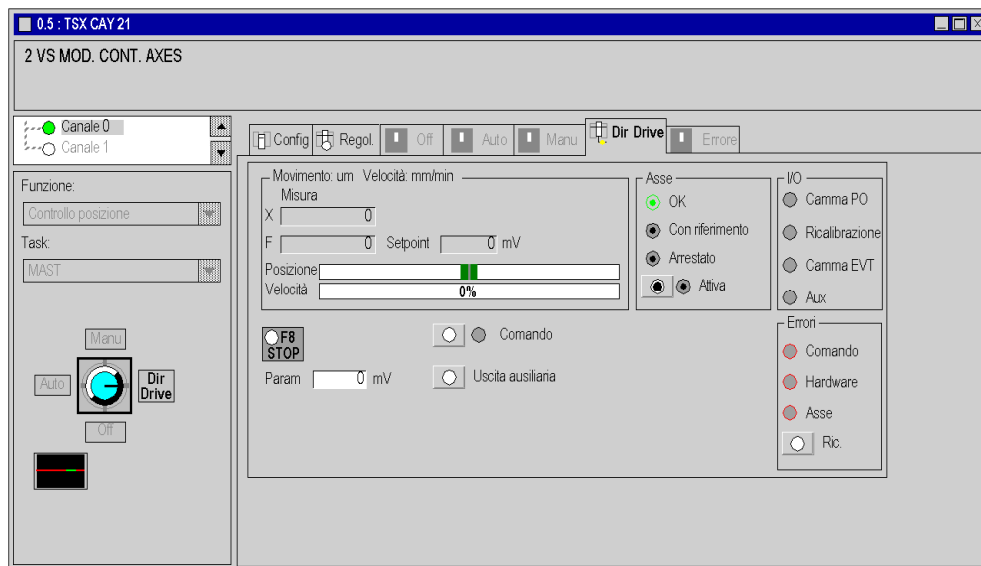 0.5 : TSX CAY 21
2 VS MOD. CONT. AXES
Canale 0
Canale 1
Funzione:
Controllo posizione
Task:
MAST
Manu
Auto
Dir Drive
Off
Config Regol. Off Auto Manu Dir Drive Errore
Movimento: um Velocità: mm/min
Misura
X 0
F 0 Setpoint 0 mV
Posizione
Velocità 0%
Asse
OK
Con riferimento
Arrestato
Attiva
I/O
Camma PO
Ricalibrazione
Camma EVT
Aux
F8
STOP
Comando
Param 0 mV
Uscita ausiliaria
Errori
Comando
Hardware
Asse
Ric.